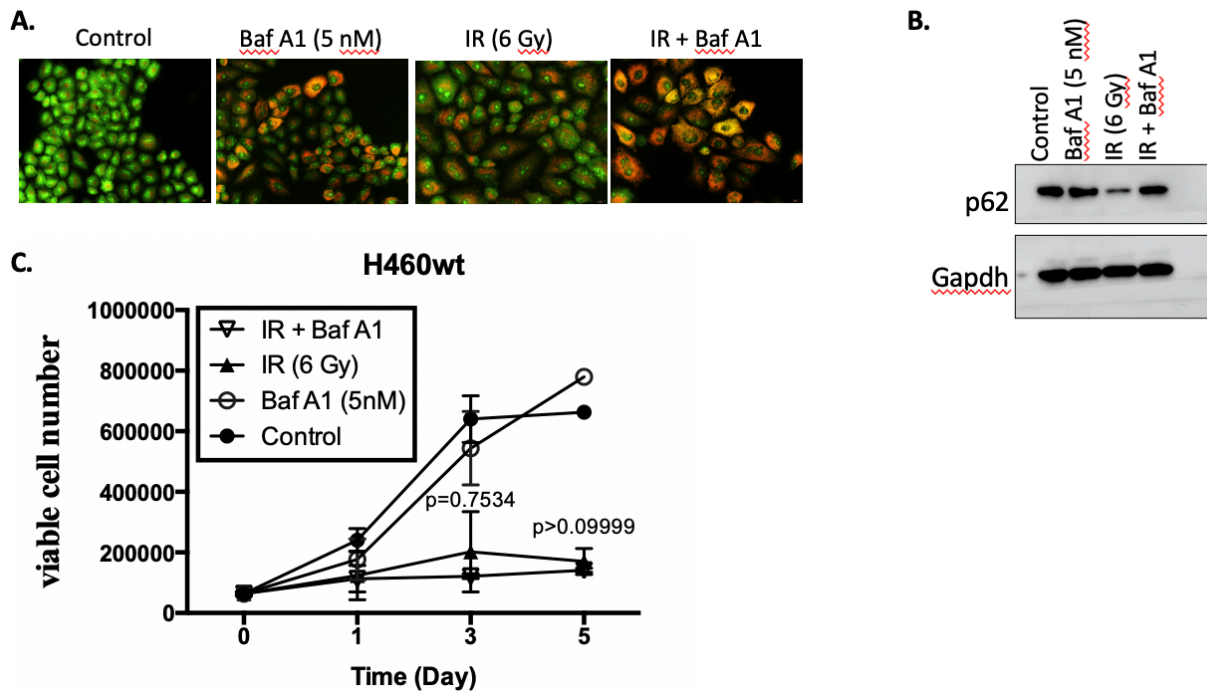 A.
Control
Baf A1 (5 nM)
IR (6 Gy)
IR + Baf A1
B.
Control
Baf A1 (5 nM)
IR (6 Gy)
IR + Baf A1
p62
Gapdh
C.
H460wt
viable cell number
1000000
800000
600000
400000
200000
0
IR + Baf A1
IR (6 Gy)
Baf A1 (5nM)
Control
p=0.7534
p>0.09999
0 1 3 5
Time (Day)